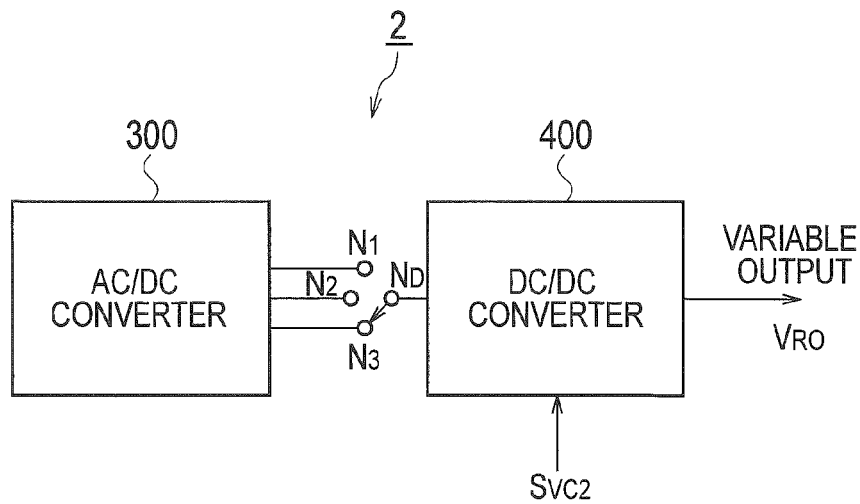 2
300
400
AC/DC
CONVERTER
N1
N2
N3
ND
DC/DC
CONVERTER
VARIABLE
OUTPUT
VRO
SVC2